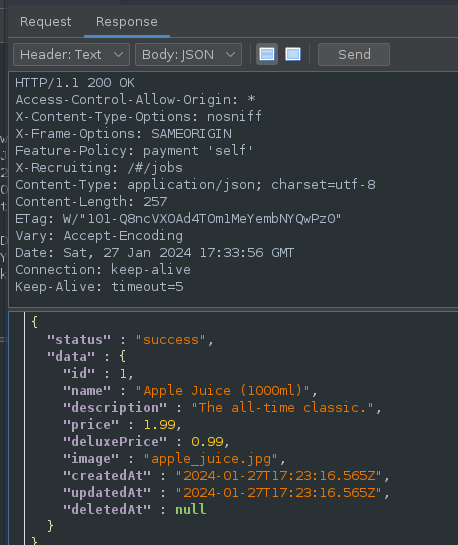 Request Response
Header: Text Body: JSON Send
HTTP/1.1 200 OK
Access-Control-Allow-Origin: *
X-Content-Type-Options: nosniff
X-Frame-Options: SAMEORIGIN
Feature-Policy: payment 'self'
X-Recruiting: /#/jobs
Content-Type: application/json; charset=utf-8
Content-Length: 257
ETag: W/"101-Q8ncVXOAd4TOm1MeYembNYQwPz0"
Vary: Accept-Encoding
Date: Sat, 27 Jan 2024 17:33:56 GMT
Connection: keep-alive
Keep-Alive: timeout=5
{
"status" : "success",
"data" : {
"id" : 1,
"name" : "Apple Juice (1000ml)",
"description" : "The all-time classic.",
"price" : 1.99,
"deluxePrice" : 0.99,
"image" : "apple_juice.jpg",
"createdAt" : "2024-01-27T17:23:16.565Z",
"updatedAt" : "2024-01-27T17:23:16.565Z",
"deletedAt" : null
}
}